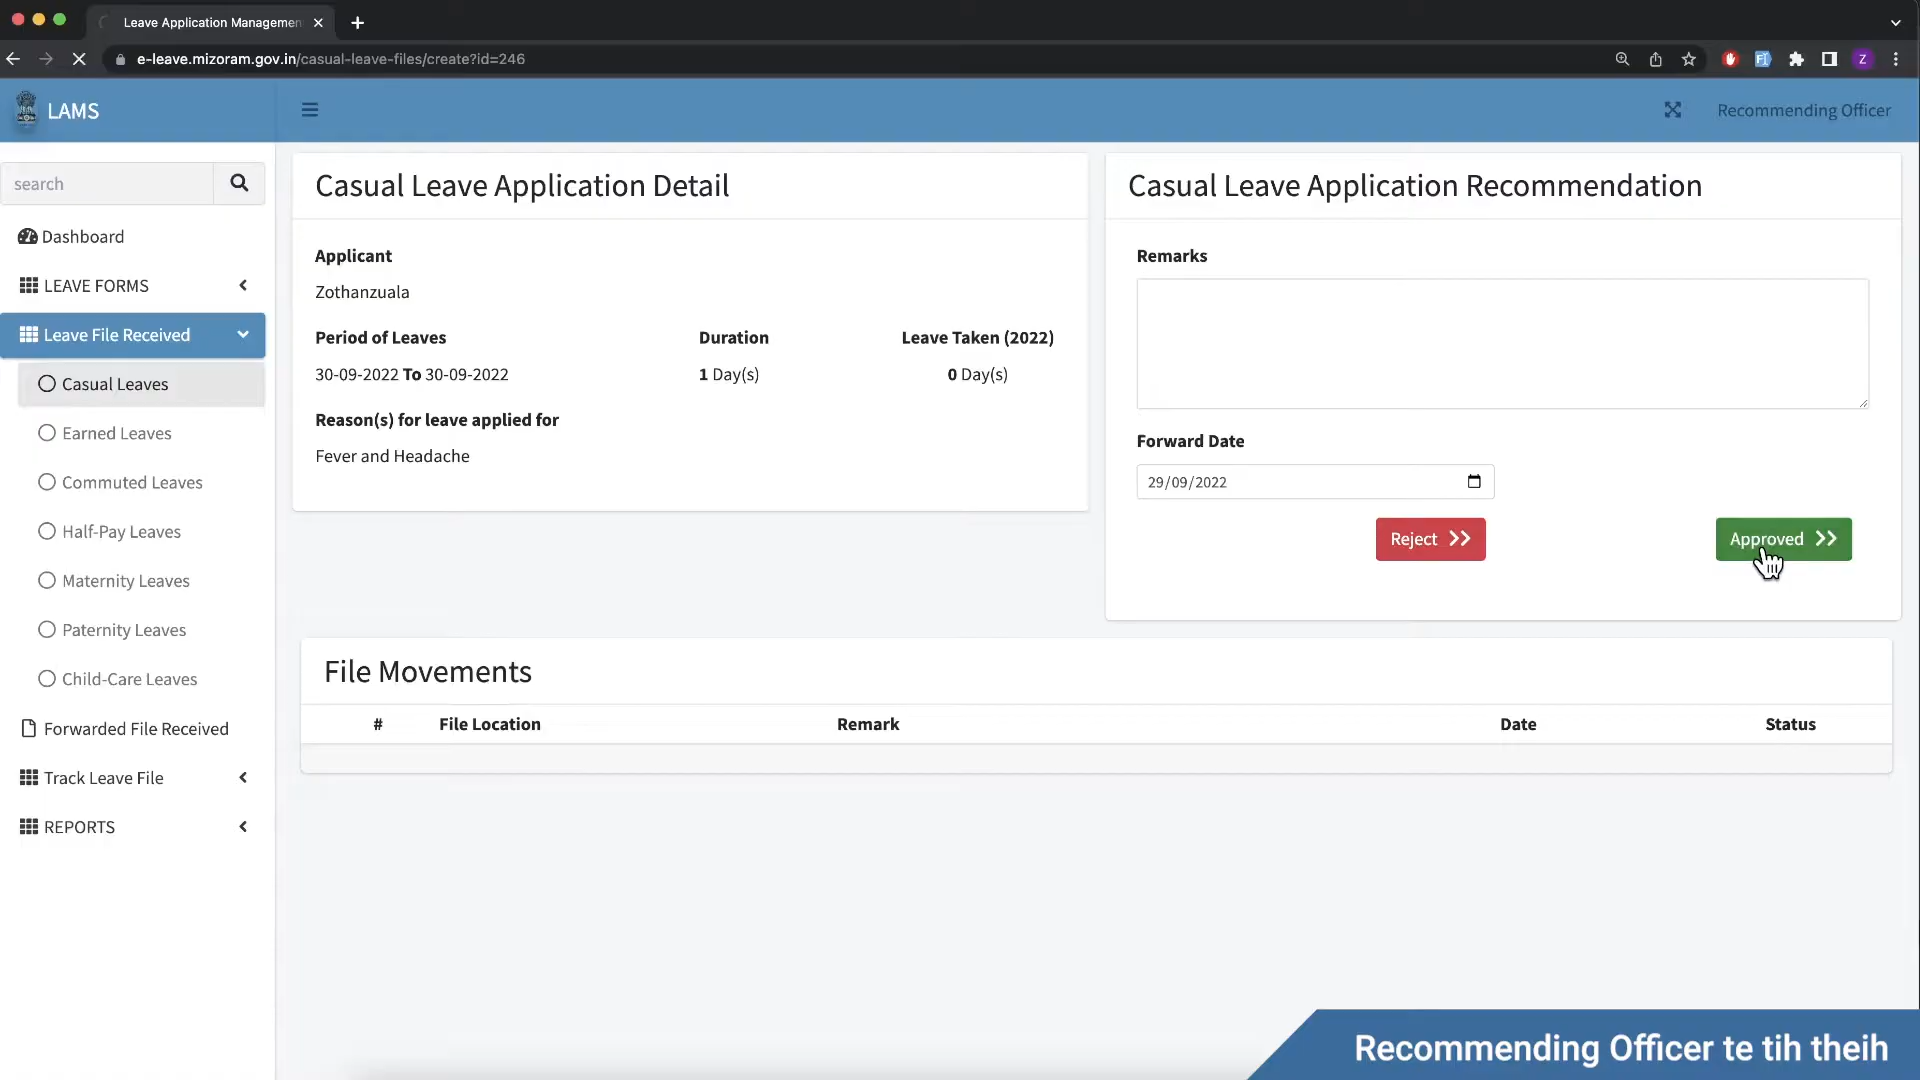 Leave Application Managemen
e-leave.mizoram.gov.in/casual-leave-files/create?id=246
Z
LAMS
Recommending Officer
search
Dashboard
LEAVE FORMS
Leave File Received
Casual Leaves
Earned Leaves
Commuted Leaves
Half-Pay Leaves
Maternity Leaves
Paternity Leaves
Child-Care Leaves
Forwarded File Received
Track Leave File
REPORTS
Casual Leave Application Detail
Applicant
Zothanzuala
Period of Leaves Duration Leave Taken (2022)
30-09-2022 To 30-09-2022 1 Day(s) 0 Day(s)
Reason(s) for leave applied for
Fever and Headache
Casual Leave Application Recommendation
Remarks
Forward Date
29/09/2022
Reject Approved
File Movements
# File Location Remark Date Status
Recommending Officer te tih theih